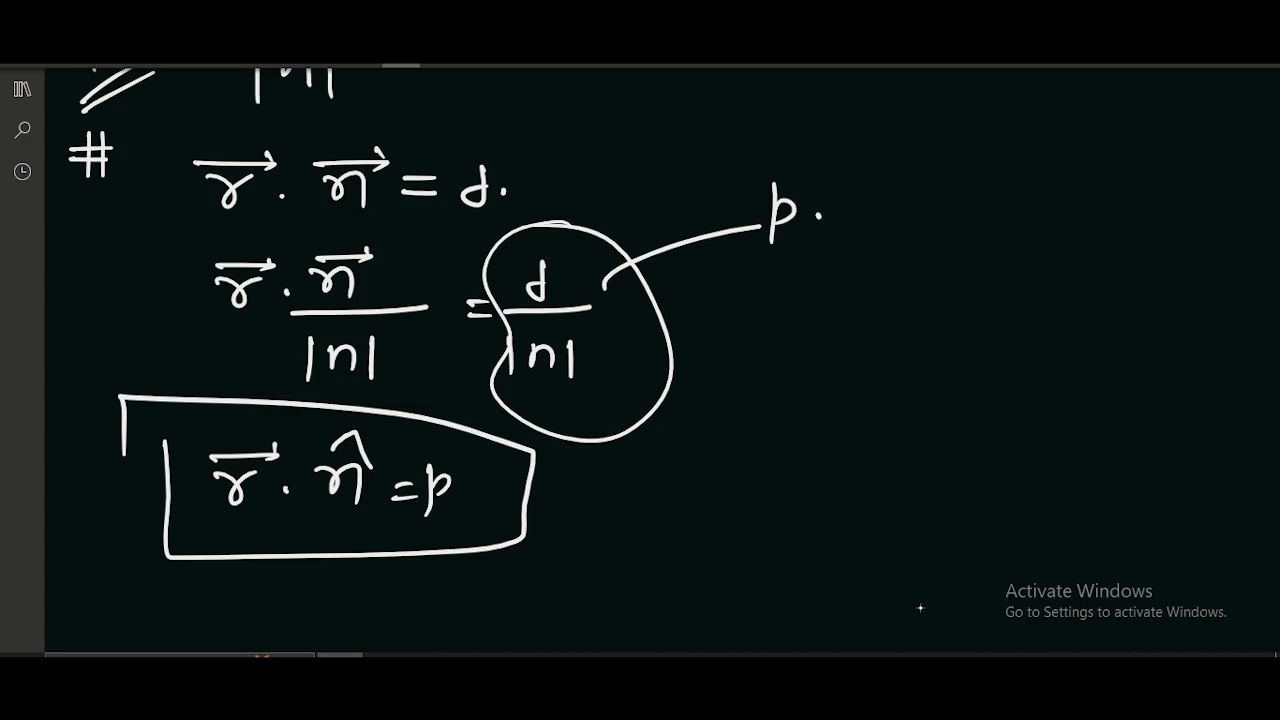 |n|
# r⃗ . n⃗ = d.
p.
r⃗ . n⃗ / |n| = d / |n|
r⃗ . n̂ = p
Activate Windows
Go to Settings to activate Windows.